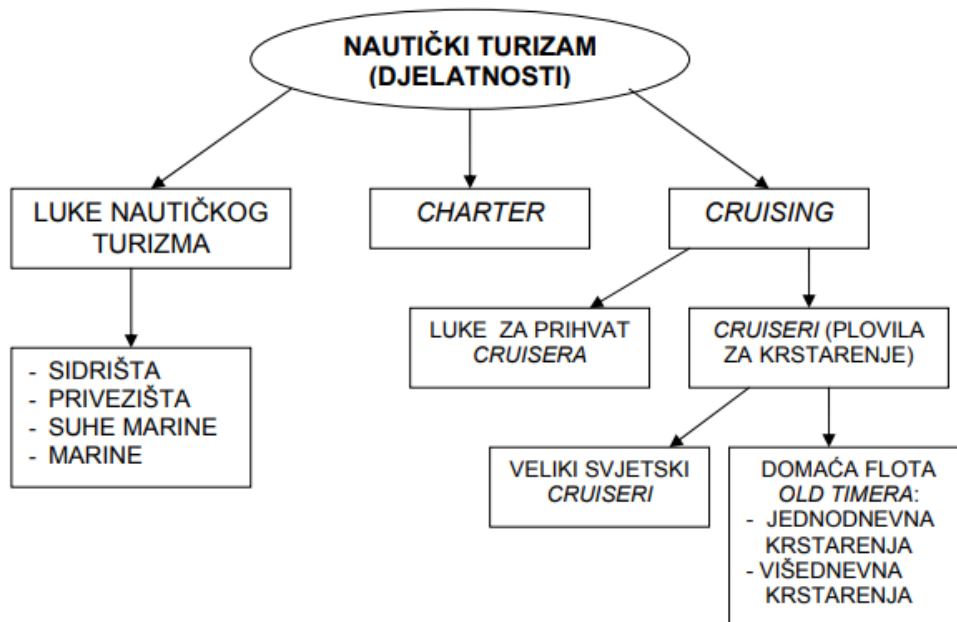 NAUTIČKI TURIZAM
(DJELATNOSTI)
LUKE NAUTIČKOG
TURIZMA
CHARTER
CRUISING
- SIDRIŠTA
- PRIVEZIŠTA
- SUHE MARINE
- MARINE
LUKE ZA PRIHVAT
CRUISERA
CRUISERI (PLOVILA
ZA KRSTARENJE)
VELIKI SVJETSKI
CRUISERI
DOMAĆA FLOTA
OLD TIMERA:
- JEDNODNEVNA
KRSTARENJA
- VIŠEDNEVNA
KRSTARENJA